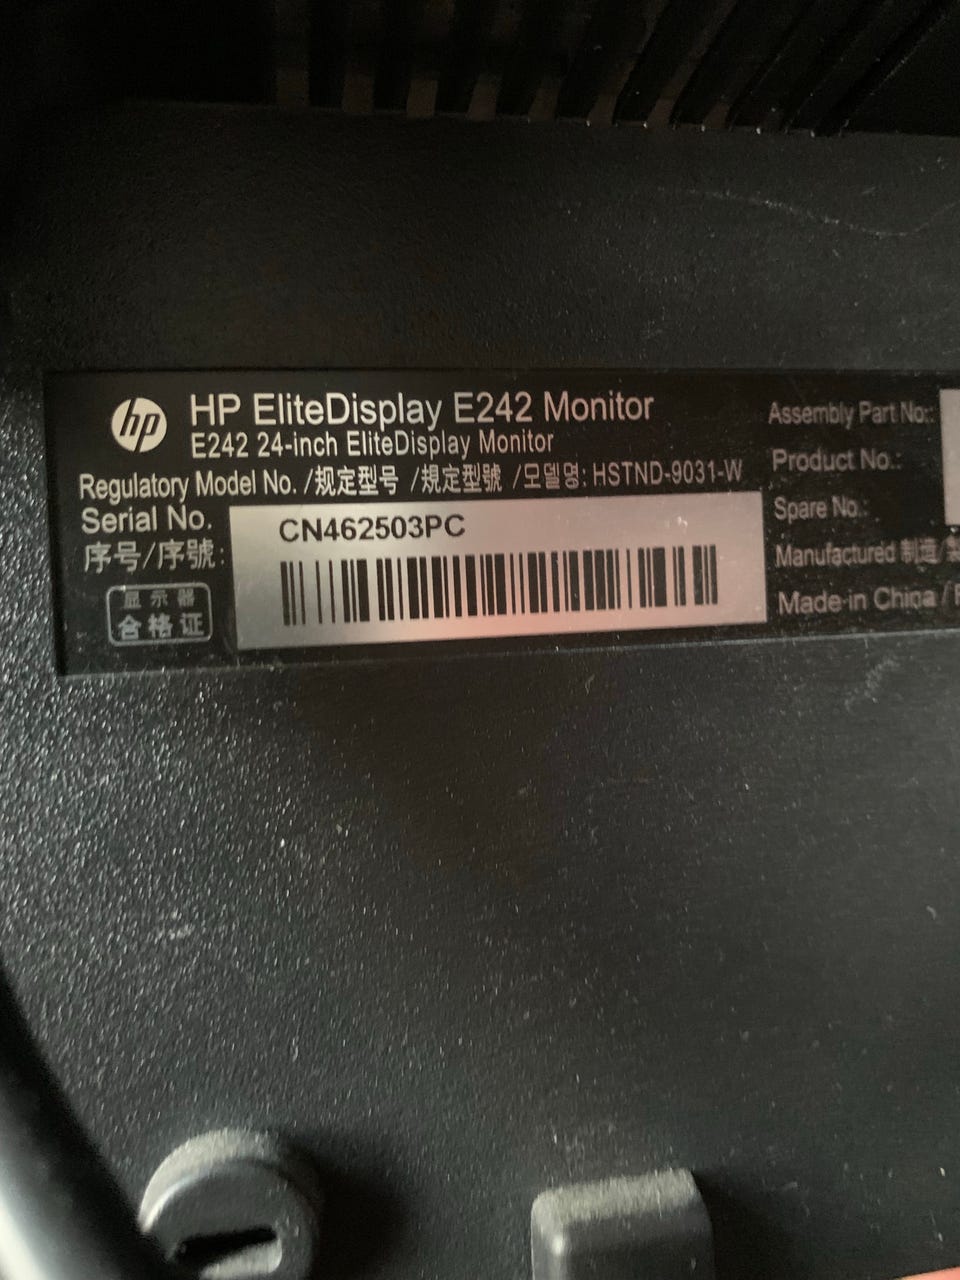 hp
HP EliteDisplay E242 Monitor
E242 24-inch EliteDisplay Monitor
Regulatory Model No. /规定型号 /規定型號 /모델명: HSTND-9031-W
Serial No.
序号/序號:
CN462503PC
显示器
合格证
Assembly Part No.:
Product No.:
Spare No.:
Manufactured 制造/
Made in China /